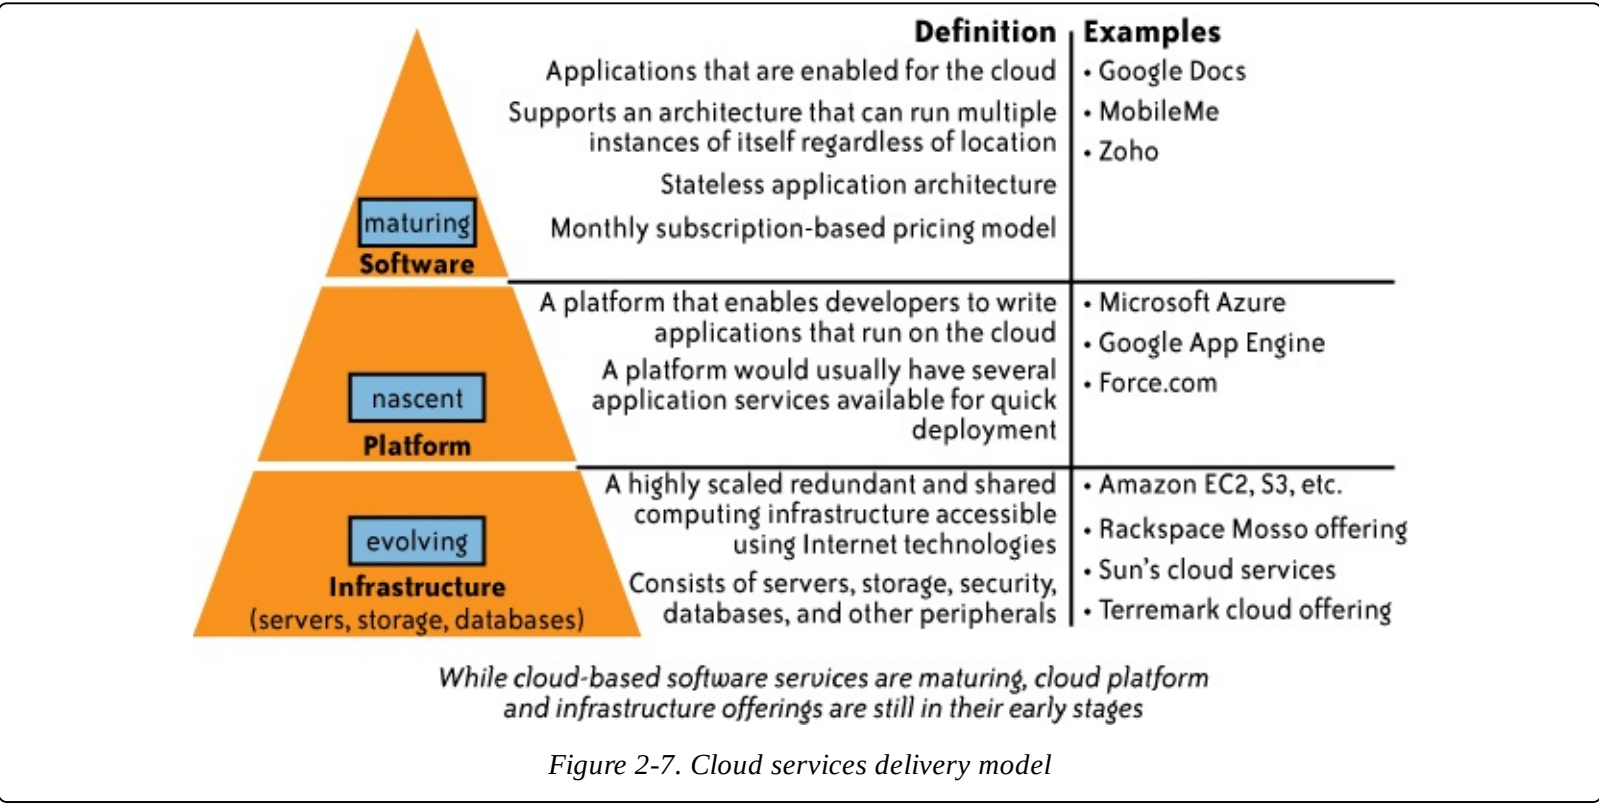 Definition
Examples
Applications that are enabled for the cloud
Supports an architecture that can run multiple
instances of itself regardless of location
Stateless application architecture
Monthly subscription-based pricing model
• Google Docs
• MobileMe
• Zoho
maturing
Software
A platform that enables developers to write
applications that run on the cloud
A platform would usually have several
application services available for quick
deployment
• Microsoft Azure
• Google App Engine
• Force.com
nascent
Platform
A highly scaled redundant and shared
computing infrastructure accessible
using Internet technologies
Consists of servers, storage, security,
databases, and other peripherals
• Amazon EC2, S3, etc.
• Rackspace Mosso offering
• Sun's cloud services
• Terremark cloud offering
evolving
Infrastructure
(servers, storage, databases)
While cloud-based software services are maturing, cloud platform
and infrastructure offerings are still in their early stages
Figure 2-7. Cloud services delivery model